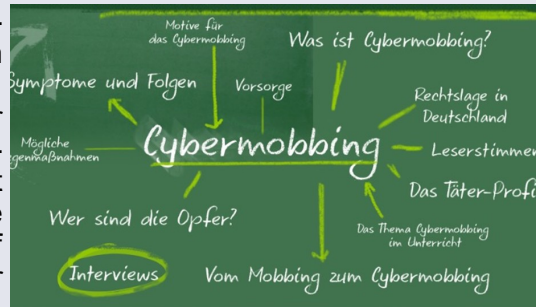 Motive für
das Cybermobbing
Was ist Cybermobbing?
Symptome und Folgen
Vorsorge
Rechtslage in
Deutschland
Mögliche
genmaßnahmen
Cybermobbing
Leserstimmen
Das Täter-Profi
Wer sind die Opfer?
Das Thema Cybermobbing
im Unterricht
Interviews
Vom Mobbing zum Cybermobbing